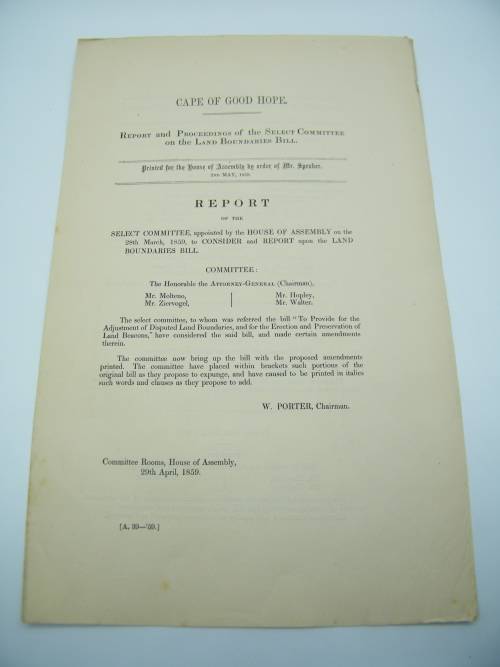 CAPE OF GOOD HOPE.
REPORT and PROCEEDINGS of the SELECT COMMITTEE
on the LAND BOUNDARIES BILL.
Printed for the House of Assembly by order of Mr. Speaker.
MAY, 1859.
REPORT
OF THE
SELECT COMMITTEE, appointed by the HOUSE OF ASSEMBLY on the
28th March, 1859, to CONSIDER and REPORT upon the LAND
BOUNDARIES BILL.
COMMITTEE:
The Honorable the ATTORNEY-GENERAL (Chairman).
Mr. Molteno, Mr. Hopley,
Mr. Ziervogel, Mr. Walter.
The select committee, to whom was referred the bill "To Provide for the
Adjustment of Disputed Land Boundaries, and for the Erection and Preservation of
Land Beacons," have considered the said bill, and made certain amendments
therein.
The committee now bring up the bill with the proposed amendments
printed. The committee have placed within brackets such portions of the
original bill as they propose to expunge, and have caused to be printed in italics
such words and clauses as they propose to add.
W. PORTER, Chairman.
Committee Rooms, House of Assembly,
29th April, 1859.
[A. 39—'59.]